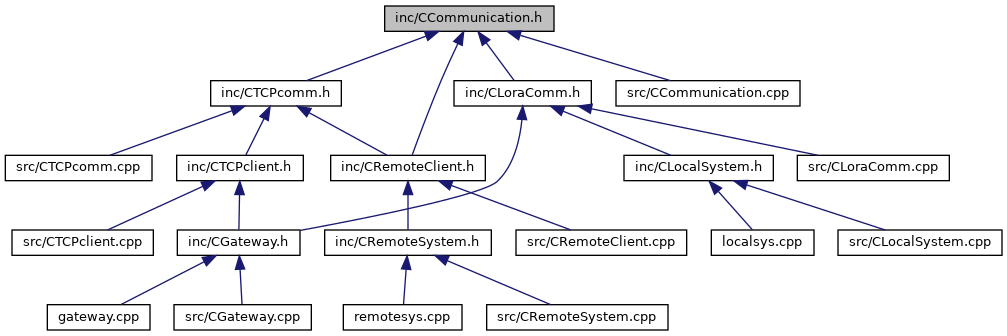 inc/CCommunication.h
inc/CTCPcomm.h
inc/CLoraComm.h
src/CCommunication.cpp
src/CTCPcomm.cpp
inc/CTCPclient.h
inc/CRemoteClient.h
inc/CLocalSystem.h
src/CLoraComm.cpp
src/CTCPclient.cpp
inc/CGateway.h
inc/CRemoteSystem.h
src/CRemoteClient.cpp
localsys.cpp
src/CLocalSystem.cpp
gateway.cpp
src/CGateway.cpp
remotesys.cpp
src/CRemoteSystem.cpp